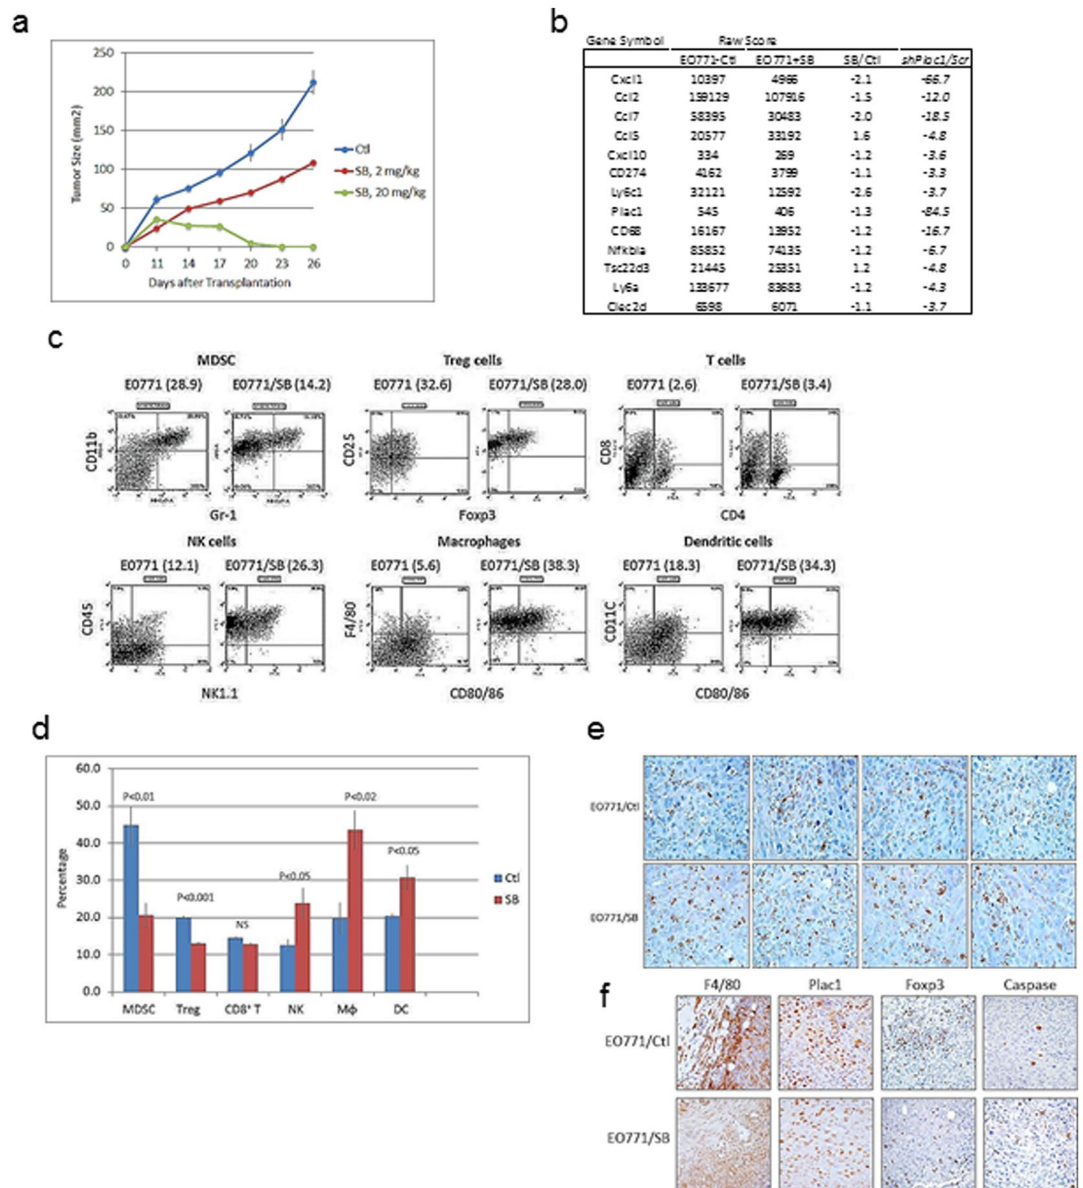 a
250
200
150
100
50
0
Tumor Size (mm2)
0 11 14 17 20 23 26
Days after Transplantation
Ctl
SB, 2 mg/kg
SB, 20 mg/kg
b
Gene Symbol Raw Score
EO771-Ctl EO771+SB SB/Ctl shPlac1/Scr
Cxcl1 10397 4966 -2.1 -66.7
Ccl2 159129 107916 -1.5 -12.0
Ccl7 58395 30483 -2.0 -18.5
Ccl5 20577 33192 1.6 -4.8
Cxcl10 334 269 -1.2 -3.6
CD274 4162 3799 -1.1 -3.3
Ly6c1 32121 12592 -2.6 -3.7
Plac1 545 406 -1.3 -84.5
CD68 16167 13952 -1.2 -16.7
Nfkbia 85852 74135 -1.2 -6.7
Tsc22d3 21445 25351 1.2 -4.8
Ly6a 133677 83683 -1.2 -4.3
Clec2d 6598 6071 -1.1 -3.7
c
MDSC Treg cells T cells
E0771 (28.9) E0771/SB (14.2) E0771 (32.6) E0771/SB (28.0) E0771 (2.6) E0771/SB (3.4)
CD11b CD25 CD8
Gr-1 Foxp3 CD4
NK cells Macrophages Dendritic cells
E0771 (12.1) E0771/SB (26.3) E0771 (5.6) E0771/SB (38.3) E0771 (18.3) E0771/SB (34.3)
CD45 F4/80 CD11C
NK1.1 CD80/86 CD80/86
d
60.0
50.0
40.0
30.0
20.0
10.0
0.0
Percentage
P<0.01
P<0.001
NS
P<0.05
P<0.02
P<0.05
MDSC Treg CD8⁺ T NK Mϕ DC
Ctl
SB
e
EO771/Ctl
EO771/SB
f
F4/80 Plac1 Foxp3 Caspase
EO771/Ctl
EO771/SB